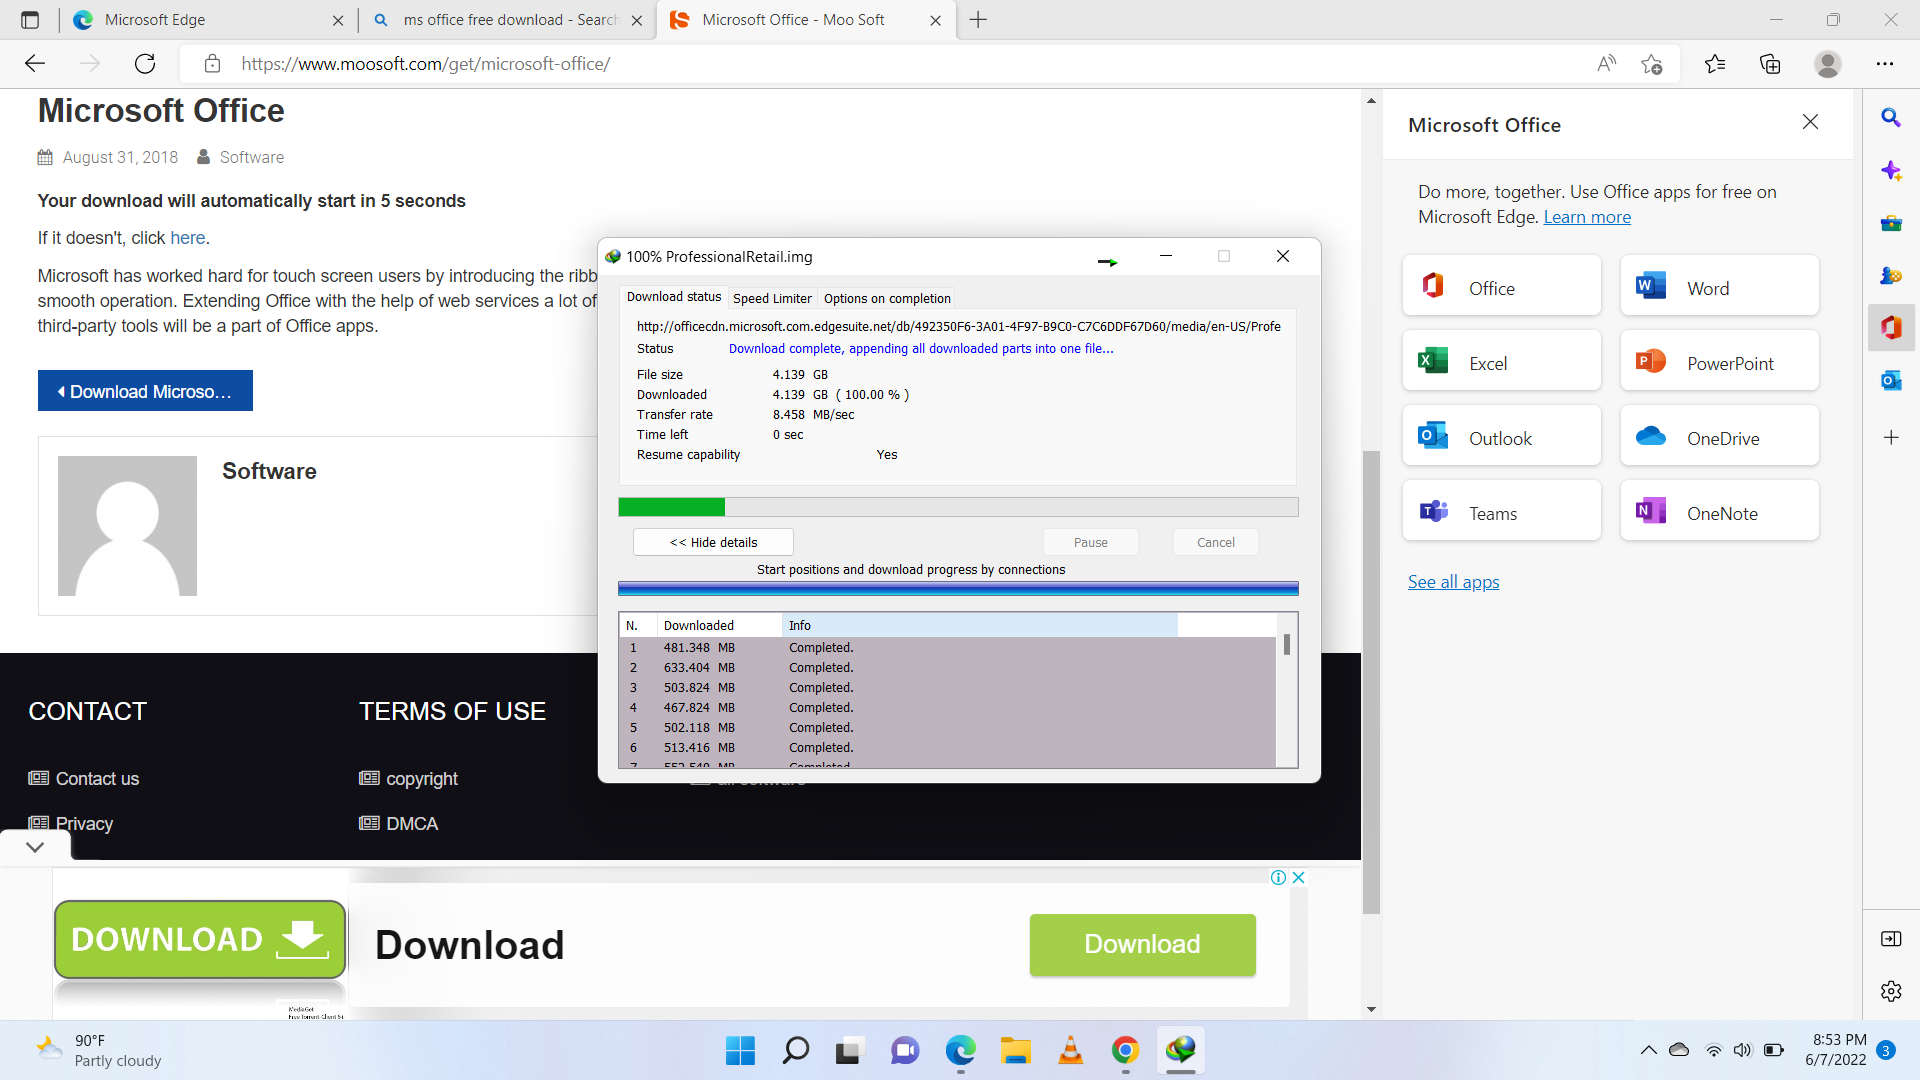 Microsoft Edge
ms office free download - Search
Microsoft Office - Moo Soft
https://www.moosoft.com/get/microsoft-office/
Microsoft Office
August 31, 2018
Software
Your download will automatically start in 5 seconds
If it doesn't, click here.
Microsoft has worked hard for touch screen users by introducing the ribb
smooth operation. Extending Office with the help of web services a lot of
third-party tools will be a part of Office apps.
Download Microso…
Software
CONTACT
TERMS OF USE
Contact us
copyright
all software
Privacy
DMCA
DOWNLOAD
Download
Download
MediaGet
100% ProfessionalRetail.img
Download status
Speed Limiter
Options on completion
http://officecdn.microsoft.com.edgesuite.net/db/492350F6-3A01-4F97-B9C0-C7C6DDF67D60/media/en-US/Profe
Status Download complete, appending all downloaded parts into one file...
File size 4.139 GB
Downloaded 4.139 GB ( 100.00 % )
Transfer rate 8.458 MB/sec
Time left 0 sec
Resume capability Yes
<< Hide details
Pause
Cancel
Start positions and download progress by connections
N. Downloaded Info
1 481.348 MB Completed.
2 633.404 MB Completed.
3 503.824 MB Completed.
4 467.824 MB Completed.
5 502.118 MB Completed.
6 513.416 MB Completed.
Microsoft Office
Do more, together. Use Office apps for free on
Microsoft Edge. Learn more
Office
Word
Excel
PowerPoint
Outlook
OneDrive
Teams
OneNote
See all apps
90°F
Partly cloudy
8:53 PM
6/7/2022
3